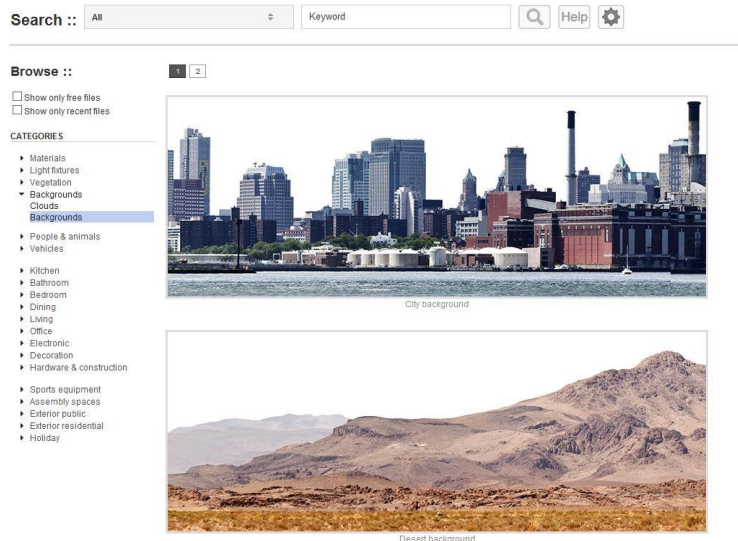 Search ::
All
Keyword
Help
Browse ::
1 2
Show only free files
Show only recent files
CATEGORIES
Materials
Light fixtures
Vegetation
Backgrounds
Clouds
Backgrounds
People & animals
Vehicles
Kitchen
Bathroom
Bedroom
Dining
Living
Office
Electronic
Decoration
Hardware & construction
Sports equipment
Assembly spaces
Exterior public
Exterior residential
Holiday
City background
Desert background